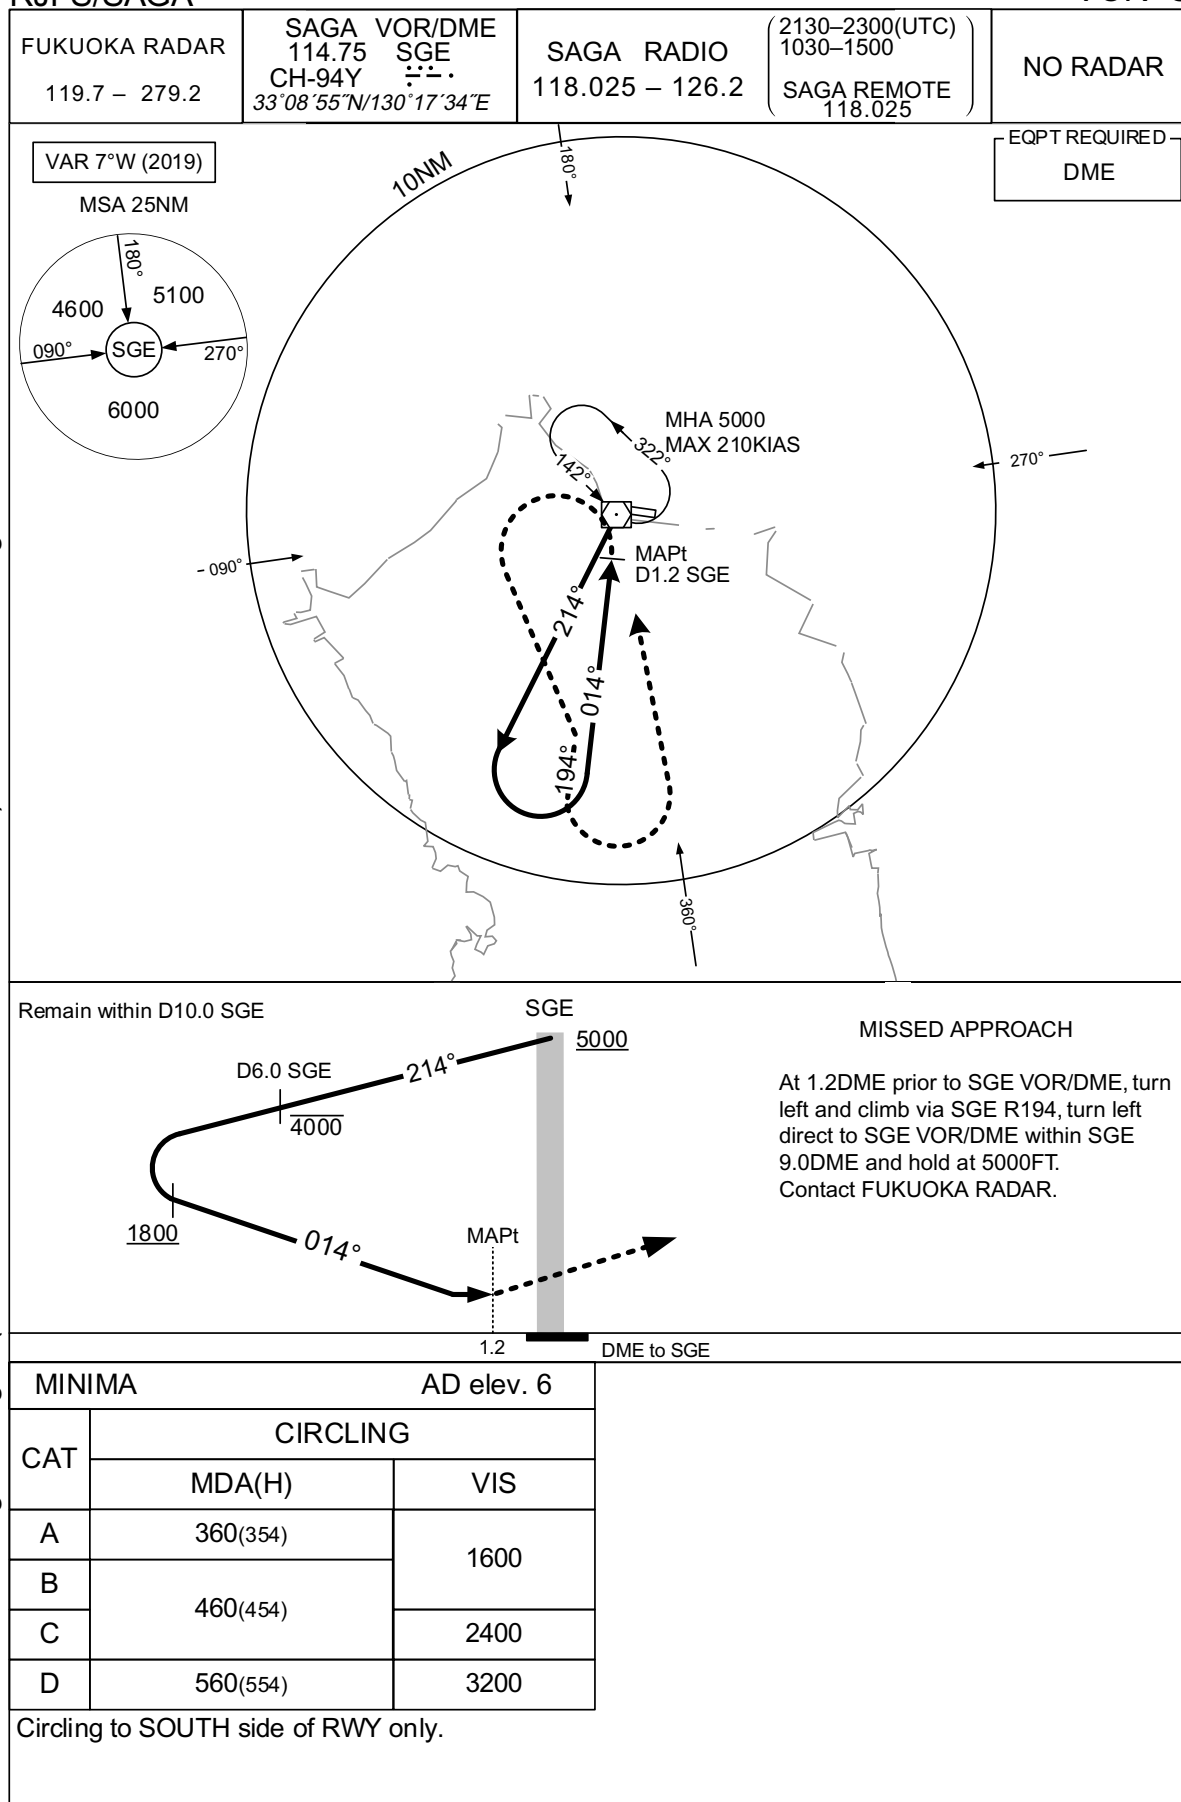 FUKUOKA RADAR
119.7 – 279.2
SAGA VOR/DME
114.75 SGE
CH-94Y
33°08´55˝N/130°17´34˝E
SAGA RADIO
118.025 – 126.2
2130–2300(UTC)
1030–1500
SAGA REMOTE
118.025
NO RADAR
VAR 7°W (2019)
MSA 25NM
180°
4600
5100
090°
SGE
270°
6000
10NM
180°
EQPT REQUIRED
DME
MHA 5000
MAX 210KIAS
322°
142°
270°
090°
MAPt
D1.2 SGE
214°
014°
194°
360°
Remain within D10.0 SGE
SGE
5000
D6.0 SGE
214°
4000
1800
014°
MAPt
1.2
DME to SGE
MISSED APPROACH
At 1.2DME prior to SGE VOR/DME, turn
left and climb via SGE R194, turn left
direct to SGE VOR/DME within SGE
9.0DME and hold at 5000FT.
Contact FUKUOKA RADAR.
MINIMA AD elev. 6
CAT
CIRCLING
MDA(H) VIS
A 360(354) 1600
B 460(454)
C 2400
D 560(554) 3200
Circling to SOUTH side of RWY only.